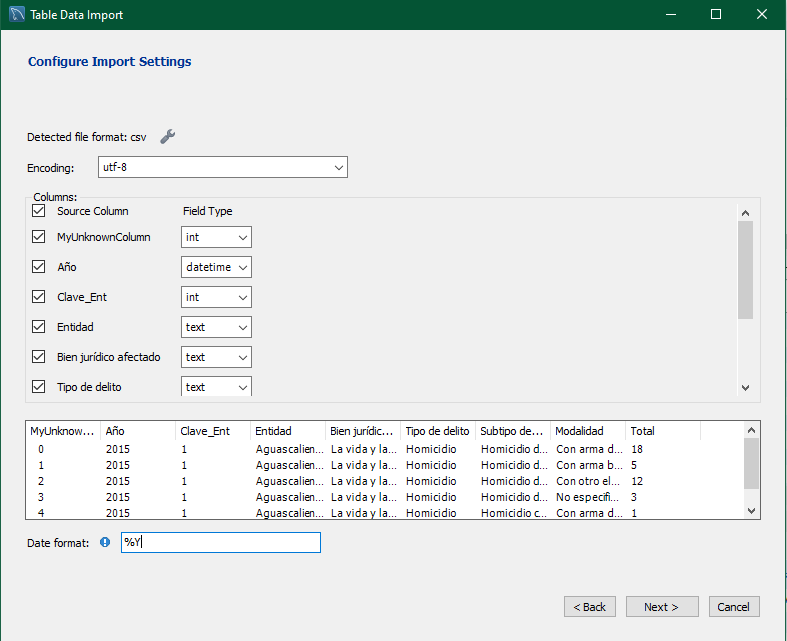 Table Data Import
Configure Import Settings
Detected file format: csv
Encoding: utf-8
Columns:
Source Column Field Type
MyUnknownColumn int
Año datetime
Clave_Ent int
Entidad text
Bien jurídico afectado text
Tipo de delito text
MyUnknow... Año Clave_Ent Entidad Bien jurídic... Tipo de delito Subtipo de... Modalidad Total
0 2015 1 Aguascalien... La vida y la... Homicidio Homicidio d... Con arma d... 18
1 2015 1 Aguascalien... La vida y la... Homicidio Homicidio d... Con arma b... 5
2 2015 1 Aguascalien... La vida y la... Homicidio Homicidio d... Con otro el... 12
3 2015 1 Aguascalien... La vida y la... Homicidio Homicidio d... No especifi... 3
4 2015 1 Aguascalien... La vida y la... Homicidio Homicidio c... Con arma d... 1
Date format: %Y
< Back Next > Cancel